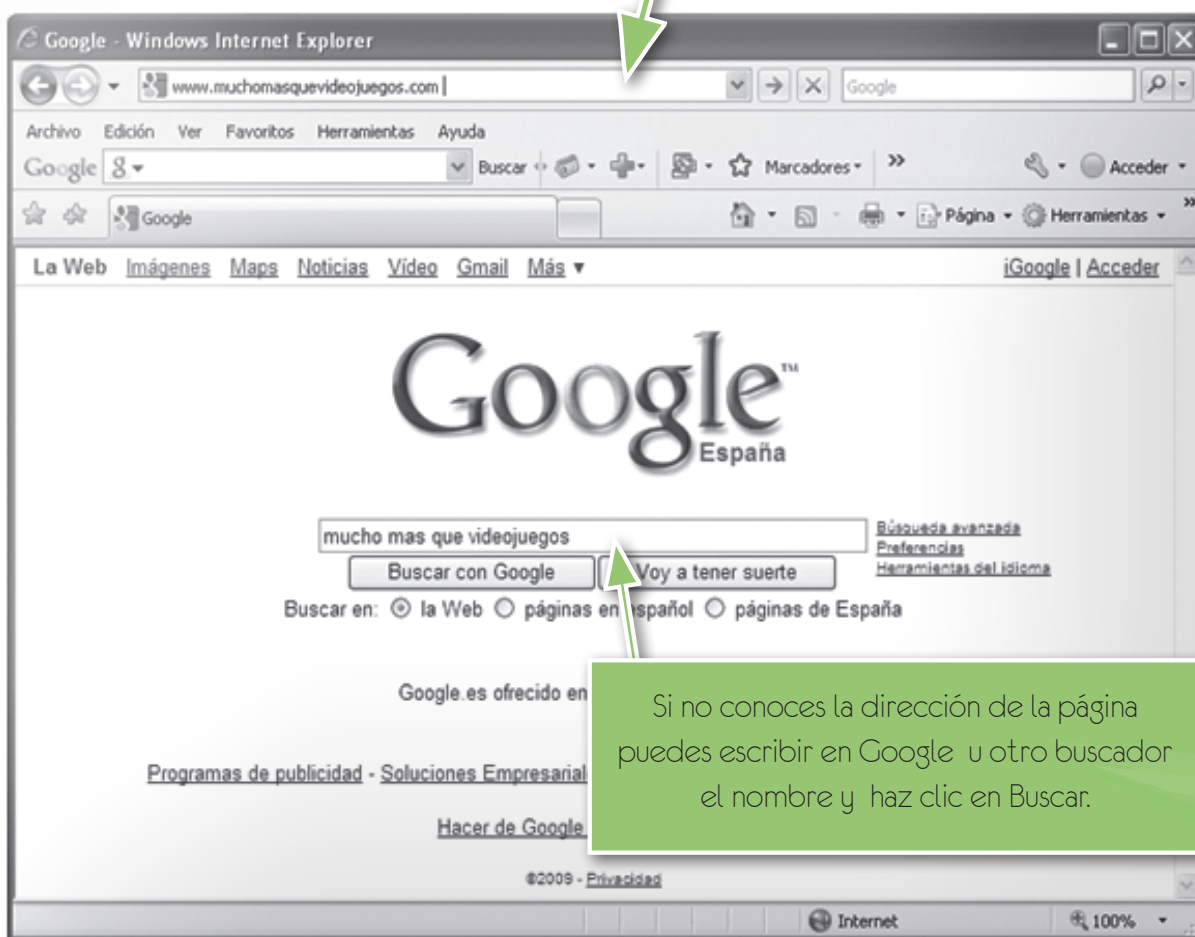 Google - Windows Internet Explorer
www.muchomasquevideojuegos.com
Google
Archivo Edición Ver Favoritos Herramientas Ayuda
Google Buscar Marcadores Acceder
Google Página Herramientas
La Web Imágenes Maps Noticias Vídeo Gmail Más iGoogle | Acceder
Google™
España
mucho mas que videojuegos
Búsqueda avanzada
Preferencias
Herramientas del idioma
Buscar con Google Voy a tener suerte
Buscar en: la Web páginas en español páginas de España
Google.es ofrecido en
Si no conoces la dirección de la página
puedes escribir en Google u otro buscador
el nombre y haz clic en Buscar.
Programas de publicidad - Soluciones
Hacer de Google
©2009 - Privacidad
Internet 100%